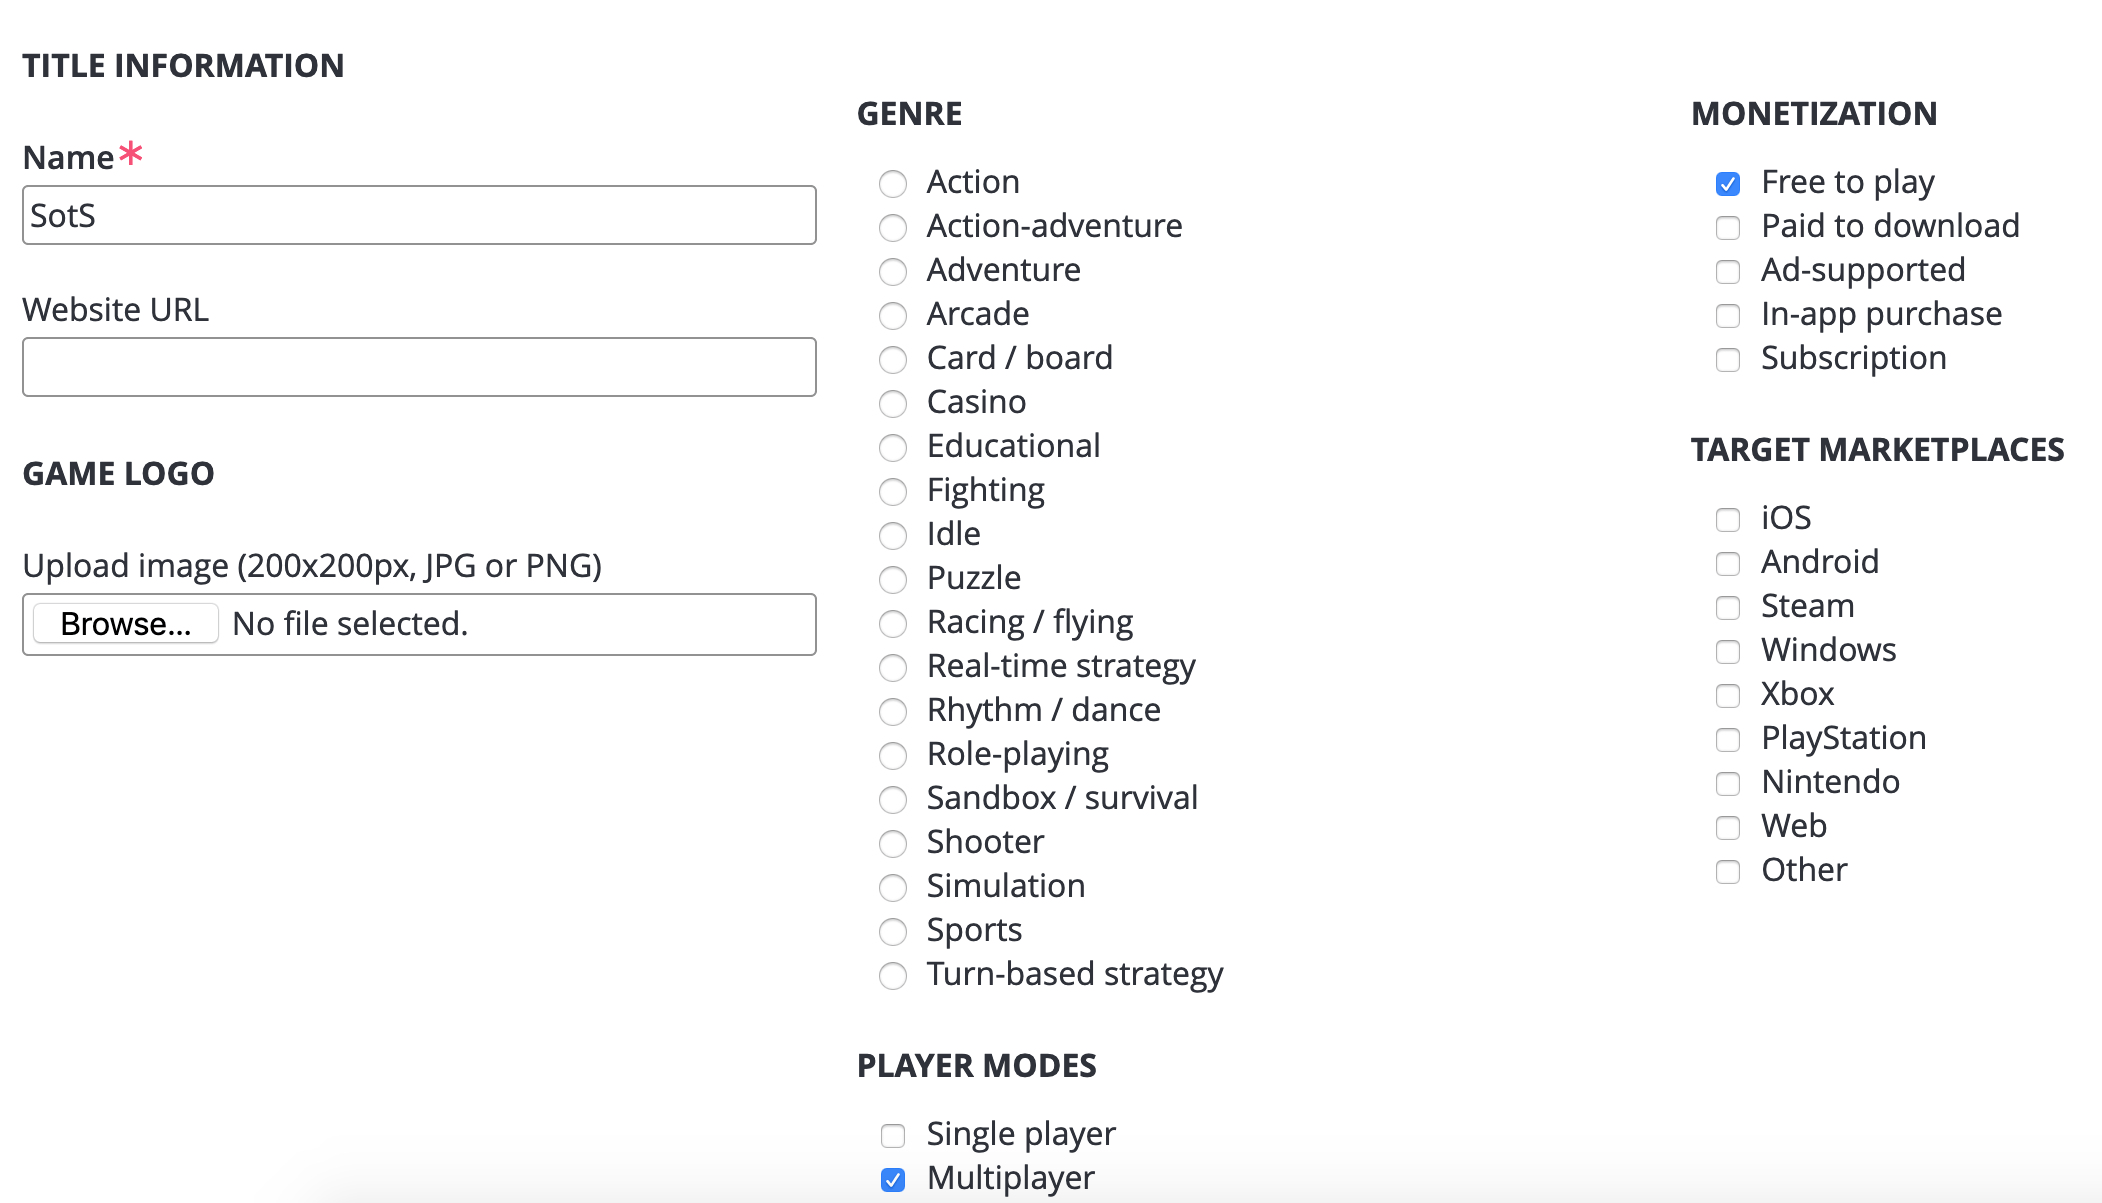 TITLE INFORMATION
Name*
SotS
Website URL
GAME LOGO
Upload image (200x200px, JPG or PNG)
Browse... No file selected.
GENRE
Action
Action-adventure
Adventure
Arcade
Card / board
Casino
Educational
Fighting
Idle
Puzzle
Racing / flying
Real-time strategy
Rhythm / dance
Role-playing
Sandbox / survival
Shooter
Simulation
Sports
Turn-based strategy
PLAYER MODES
Single player
Multiplayer
MONETIZATION
Free to play
Paid to download
Ad-supported
In-app purchase
Subscription
TARGET MARKETPLACES
iOS
Android
Steam
Windows
Xbox
PlayStation
Nintendo
Web
Other